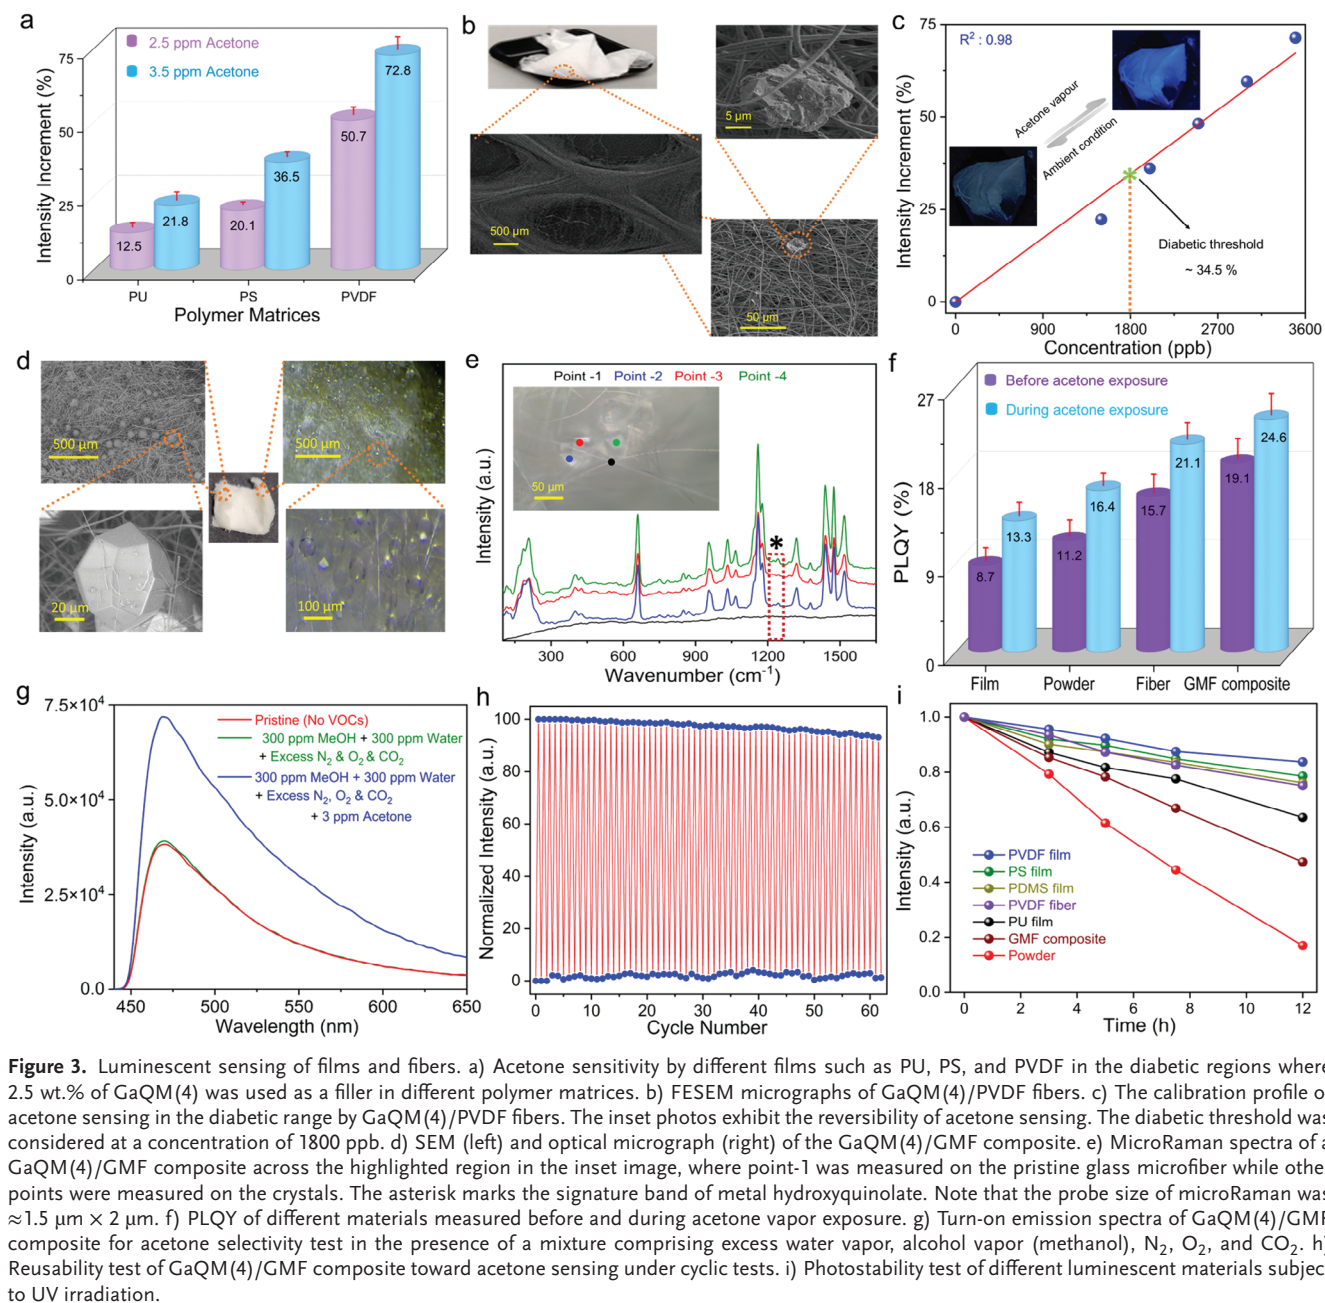 a
2.5 ppm Acetone
3.5 ppm Acetone
75
50
25
0
Intensity Increment (%)
12.5
21.8
20.1
36.5
50.7
72.8
PU
PS
PVDF
Polymer Matrices
b
5 μm
500 μm
50 μm
c
R² : 0.98
75
50
25
0
Intensity Increment (%)
Acetone vapour
Ambient condition
Diabetic threshold
~ 34.5 %
0
900
1800
2700
3600
Concentration (ppb)
d
500 μm
500 μm
20 μm
100 μm
e
Point -1 Point -2 Point -3 Point -4
50 μm
*
Intensity (a.u.)
300
600
900
1200
1500
Wavenumber (cm⁻¹)
f
Before acetone exposure
During acetone exposure
27
18
9
0
PLQY (%)
8.7
13.3
11.2
16.4
15.7
21.1
19.1
24.6
Film
Powder
Fiber
GMF composite
g
7.5×10⁴
5.0×10⁴
2.5×10⁴
0.0
Intensity (a.u.)
Pristine (No VOCs)
300 ppm MeOH + 300 ppm Water
+ Excess N₂ & O₂ & CO₂
300 ppm MeOH + 300 ppm Water
+ Excess N₂, O₂ & CO₂
+ 3 ppm Acetone
450
500
550
600
650
Wavelength (nm)
h
100
80
60
40
20
0
Normalized Intensity (a.u.)
0
10
20
30
40
50
60
Cycle Number
i
1.0
0.8
0.6
0.4
0.2
0.0
Intensity (a.u.)
PVDF film
PS film
PDMS film
PVDF fiber
PU film
GMF composite
Powder
0
2
4
6
8
10
12
Time (h)
Figure 3. Luminescent sensing of films and fibers. a) Acetone sensitivity by different films such as PU, PS, and PVDF in the diabetic regions where
2.5 wt.% of GaQM(4) was used as a filler in different polymer matrices. b) FESEM micrographs of GaQM(4)/PVDF fibers. c) The calibration profile o
acetone sensing in the diabetic range by GaQM(4)/PVDF fibers. The inset photos exhibit the reversibility of acetone sensing. The diabetic threshold was
considered at a concentration of 1800 ppb. d) SEM (left) and optical micrograph (right) of the GaQM(4)/GMF composite. e) MicroRaman spectra of a
GaQM(4)/GMF composite across the highlighted region in the inset image, where point-1 was measured on the pristine glass microfiber while othe
points were measured on the crystals. The asterisk marks the signature band of metal hydroxyquinolate. Note that the probe size of microRaman was
≈1.5 μm × 2 μm. f) PLQY of different materials measured before and during acetone vapor exposure. g) Turn-on emission spectra of GaQM(4)/GMF
composite for acetone selectivity test in the presence of a mixture comprising excess water vapor, alcohol vapor (methanol), N₂, O₂, and CO₂. h)
Reusability test of GaQM(4)/GMF composite toward acetone sensing under cyclic tests. i) Photostability test of different luminescent materials subjec
to UV irradiation.